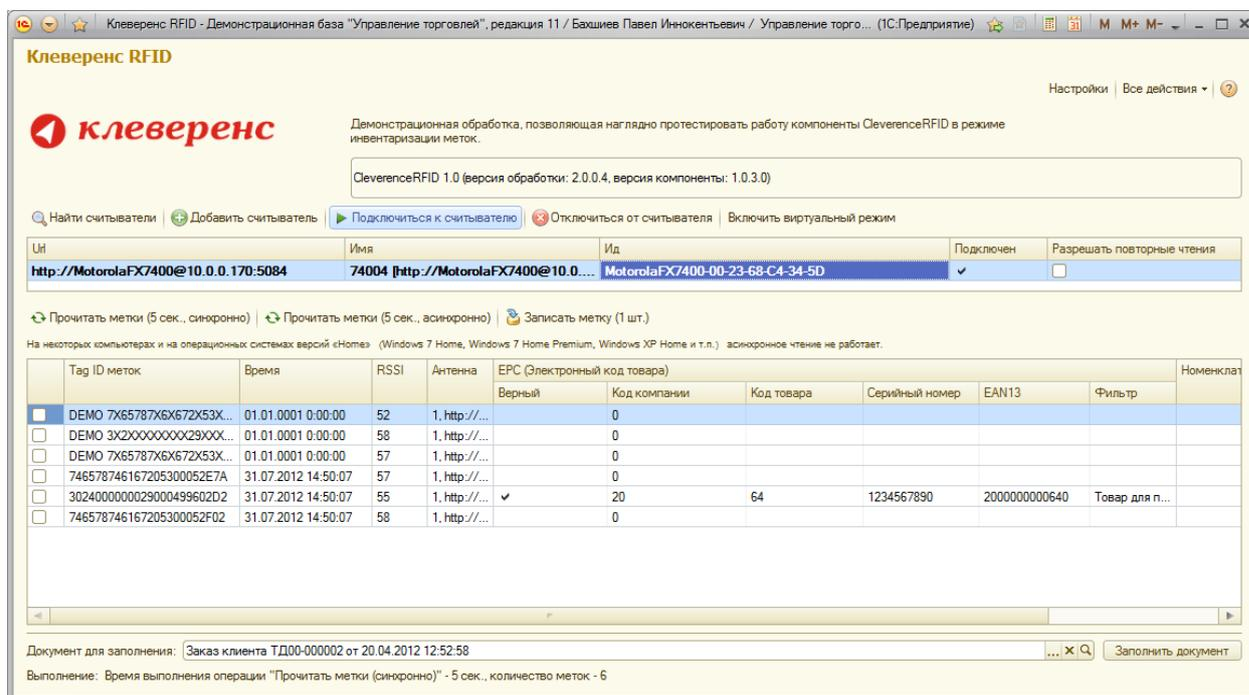 Клеверенс RFID - Демонстрационная база "Управление торговлей", редакция 11 / Бахшиев Павел Иннокентьевич / Управление торго... (1С:Предприятие) M M+ M-
Клеверенс RFID
Настройки Все действия
клеверенс
Демонстрационная обработка, позволяющая наглядно протестировать работу компоненты CleverenceRFID в режиме
инвентаризации меток.
CleverenceRFID 1.0 (версия обработки: 2.0.0.4, версия компоненты: 1.0.3.0)
Найти считыватели Добавить считыватель Подключиться к считывателю Отключиться от считывателя Включить виртуальный режим
Url Имя Ид Подключен Разрешать повторные чтения
http://MotorolaFX7400@10.0.0.170:5084 74004 [http://MotorolaFX7400@10.0.... MotorolaFX7400-00-23-68-C4-34-5D
Прочитать метки (5 сек., синхронно) Прочитать метки (5 сек., асинхронно) Записать метку (1 шт.)
На некоторых компьютерах и на операционных системах версий «Home» (Windows 7 Home, Windows 7 Home Premium, Windows XP Home и т.п.) асинхронное чтение не работает.
Tag ID меток Время RSSI Антенна EPC (Электронный код товара) Номенклат
Верный Код компании Код товара Серийный номер EAN13 Фильтр
DEMO 7X65787X6X672X53X... 01.01.0001 0:00:00 52 1, http://... 0
DEMO 3X2XXXXXXXX29XXX... 01.01.0001 0:00:00 58 1, http://... 0
DEMO 7X65787X6X672X53X... 01.01.0001 0:00:00 57 1, http://... 0
746578746167205300052E7A 31.07.2012 14:50:07 57 1, http://... 0
3024000000029000499602D2 31.07.2012 14:50:07 55 1, http://... 20 64 1234567890 2000000000640 Товар для п...
746578746167205300052F02 31.07.2012 14:50:07 58 1, http://... 0
Документ для заполнения: Заказ клиента ТД00-000002 от 20.04.2012 12:52:58 ... Заполнить документ
Выполнение: Время выполнения операции "Прочитать метки (синхронно)" - 5 сек., количество меток - 6